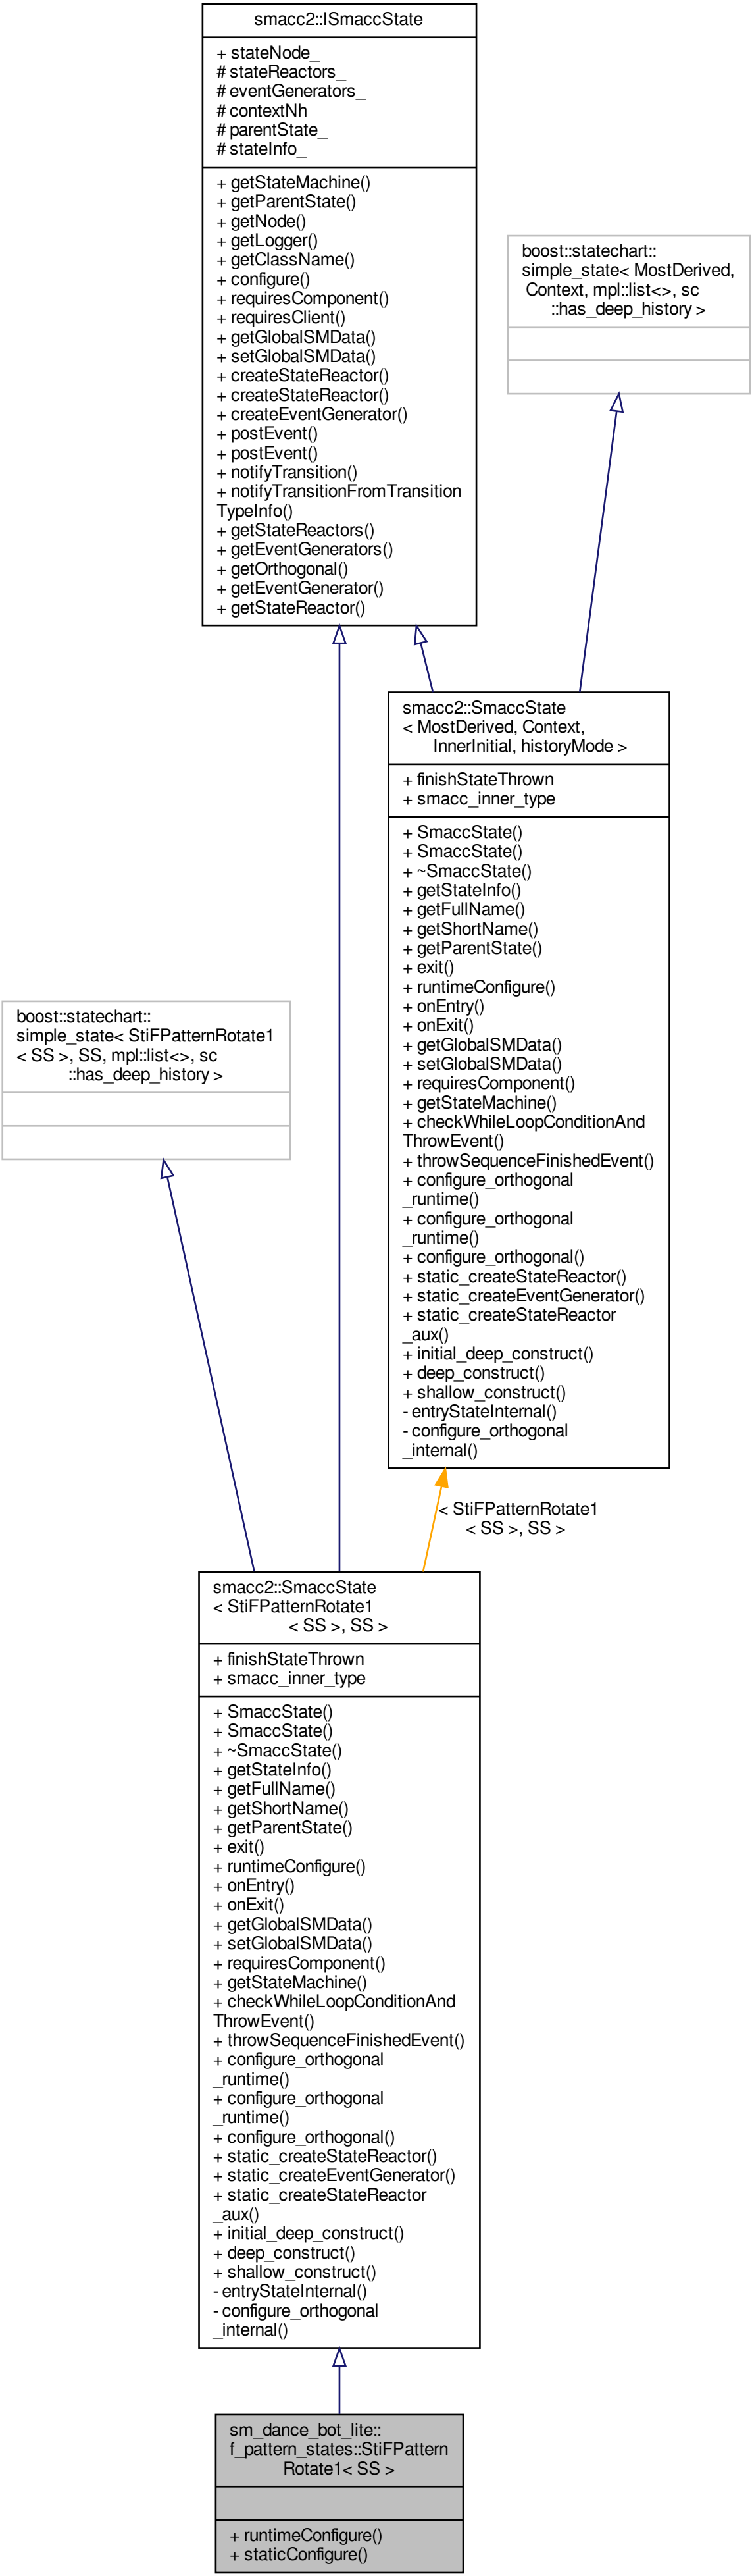 smacc2::ISmaccState
+ stateNode_
# stateReactors_
# eventGenerators_
# contextNh
# parentState_
# stateInfo_
+ getStateMachine()
+ getParentState()
+ getNode()
+ getLogger()
+ getClassName()
+ configure()
+ requiresComponent()
+ requiresClient()
+ getGlobalSMData()
+ setGlobalSMData()
+ createStateReactor()
+ createStateReactor()
+ createEventGenerator()
+ postEvent()
+ postEvent()
+ notifyTransition()
+ notifyTransitionFromTransition
TypeInfo()
+ getStateReactors()
+ getEventGenerators()
+ getOrthogonal()
+ getEventGenerator()
+ getStateReactor()
boost::statechart::
simple_state< MostDerived,
Context, mpl::list<>, sc
::has_deep_history >
smacc2::SmaccState
< MostDerived, Context,
InnerInitial, historyMode >
+ finishStateThrown
+ smacc_inner_type
+ SmaccState()
+ SmaccState()
+ ~SmaccState()
+ getStateInfo()
+ getFullName()
+ getShortName()
+ getParentState()
+ exit()
+ runtimeConfigure()
+ onEntry()
+ onExit()
+ getGlobalSMData()
+ setGlobalSMData()
+ requiresComponent()
+ getStateMachine()
+ checkWhileLoopConditionAnd
ThrowEvent()
+ throwSequenceFinishedEvent()
+ configure_orthogonal
_runtime()
+ configure_orthogonal
_runtime()
+ configure_orthogonal()
+ static_createStateReactor()
+ static_createEventGenerator()
+ static_createStateReactor
_aux()
+ initial_deep_construct()
+ deep_construct()
+ shallow_construct()
- entryStateInternal()
- configure_orthogonal
_internal()
boost::statechart::
simple_state< StiFPatternRotate1
< SS >, SS, mpl::list<>, sc
::has_deep_history >
< StiFPatternRotate1
< SS >, SS >
smacc2::SmaccState
< StiFPatternRotate1
< SS >, SS >
+ finishStateThrown
+ smacc_inner_type
+ SmaccState()
+ SmaccState()
+ ~SmaccState()
+ getStateInfo()
+ getFullName()
+ getShortName()
+ getParentState()
+ exit()
+ runtimeConfigure()
+ onEntry()
+ onExit()
+ getGlobalSMData()
+ setGlobalSMData()
+ requiresComponent()
+ getStateMachine()
+ checkWhileLoopConditionAnd
ThrowEvent()
+ throwSequenceFinishedEvent()
+ configure_orthogonal
_runtime()
+ configure_orthogonal
_runtime()
+ configure_orthogonal()
+ static_createStateReactor()
+ static_createEventGenerator()
+ static_createStateReactor
_aux()
+ initial_deep_construct()
+ deep_construct()
+ shallow_construct()
- entryStateInternal()
- configure_orthogonal
_internal()
sm_dance_bot_lite::
f_pattern_states::StiFPattern
Rotate1< SS >
+ runtimeConfigure()
+ staticConfigure()